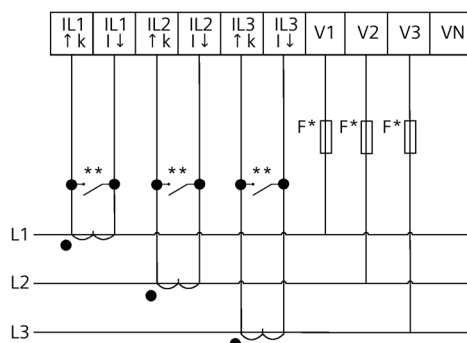 IL1 IL1 IL2 IL2 IL3 IL3 V1 V2 V3 VN
↑ k I ↓ ↑ k I ↓ ↑ k I ↓
F* F* F*
** ** **
L1
L2
L3